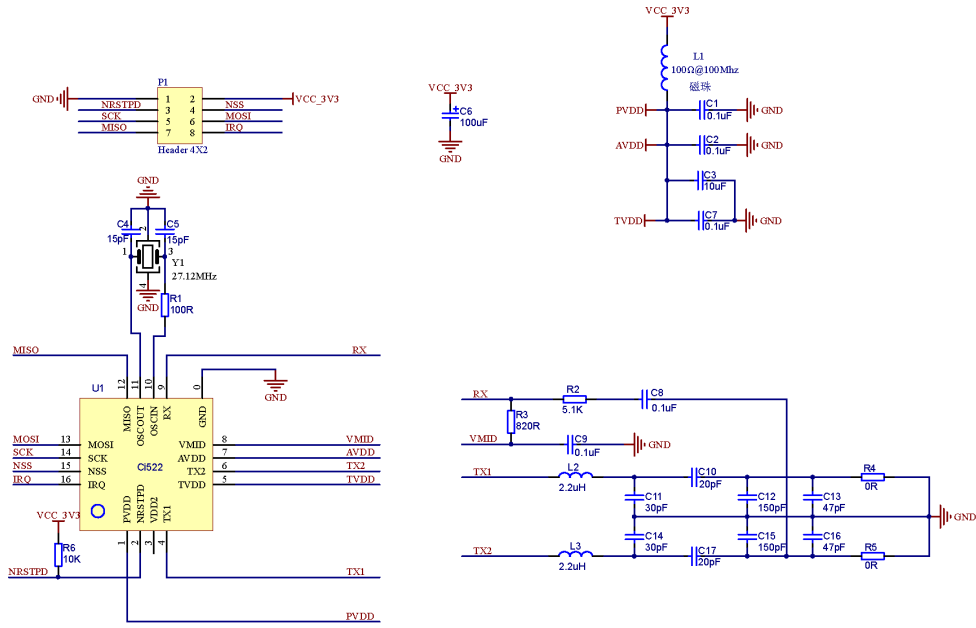 P1
GND
1
2
VCC_3V3
NRSTPD
3
4
NSS
SCK
5
6
MOSI
MISO
7
8
IRQ
Header 4X2
VCC_3V3
C6
100uF
GND
VCC_3V3
L1
100Ω@100Mhz
磁珠
PVDD
C1
0.1uF
GND
AVDD
C2
0.1uF
GND
C3
10uF
TVDD
C7
0.1uF
GND
GND
C4
15pF
2
C5
15pF
1
3
Y1
27.12MHz
4
GND
R1
100R
MISO
RX
GND
U1
12
11
10
9
0
MISO
OSCOUT
OSCIN
RX
GND
MOSI
13
MOSI
SCK
14
SCK
NSS
15
NSS
IRQ
16
IRQ
Ci522
VMID
8
VMID
AVDD
7
AVDD
TX2
6
TX2
TVDD
5
TVDD
PVDD
NRSTPD
VDD2
TX1
1
2
3
4
VCC_3V3
R6
10K
NRSTPD
TX1
PVDD
RX
R2
5.1K
C8
0.1uF
R3
820R
VMID
C9
0.1uF
GND
TX1
L2
2.2uH
C10
20pF
R4
0R
C11
30pF
C12
150pF
C13
47pF
GND
C14
30pF
C15
150pF
C16
47pF
TX2
L3
2.2uH
C17
20pF
R5
0R